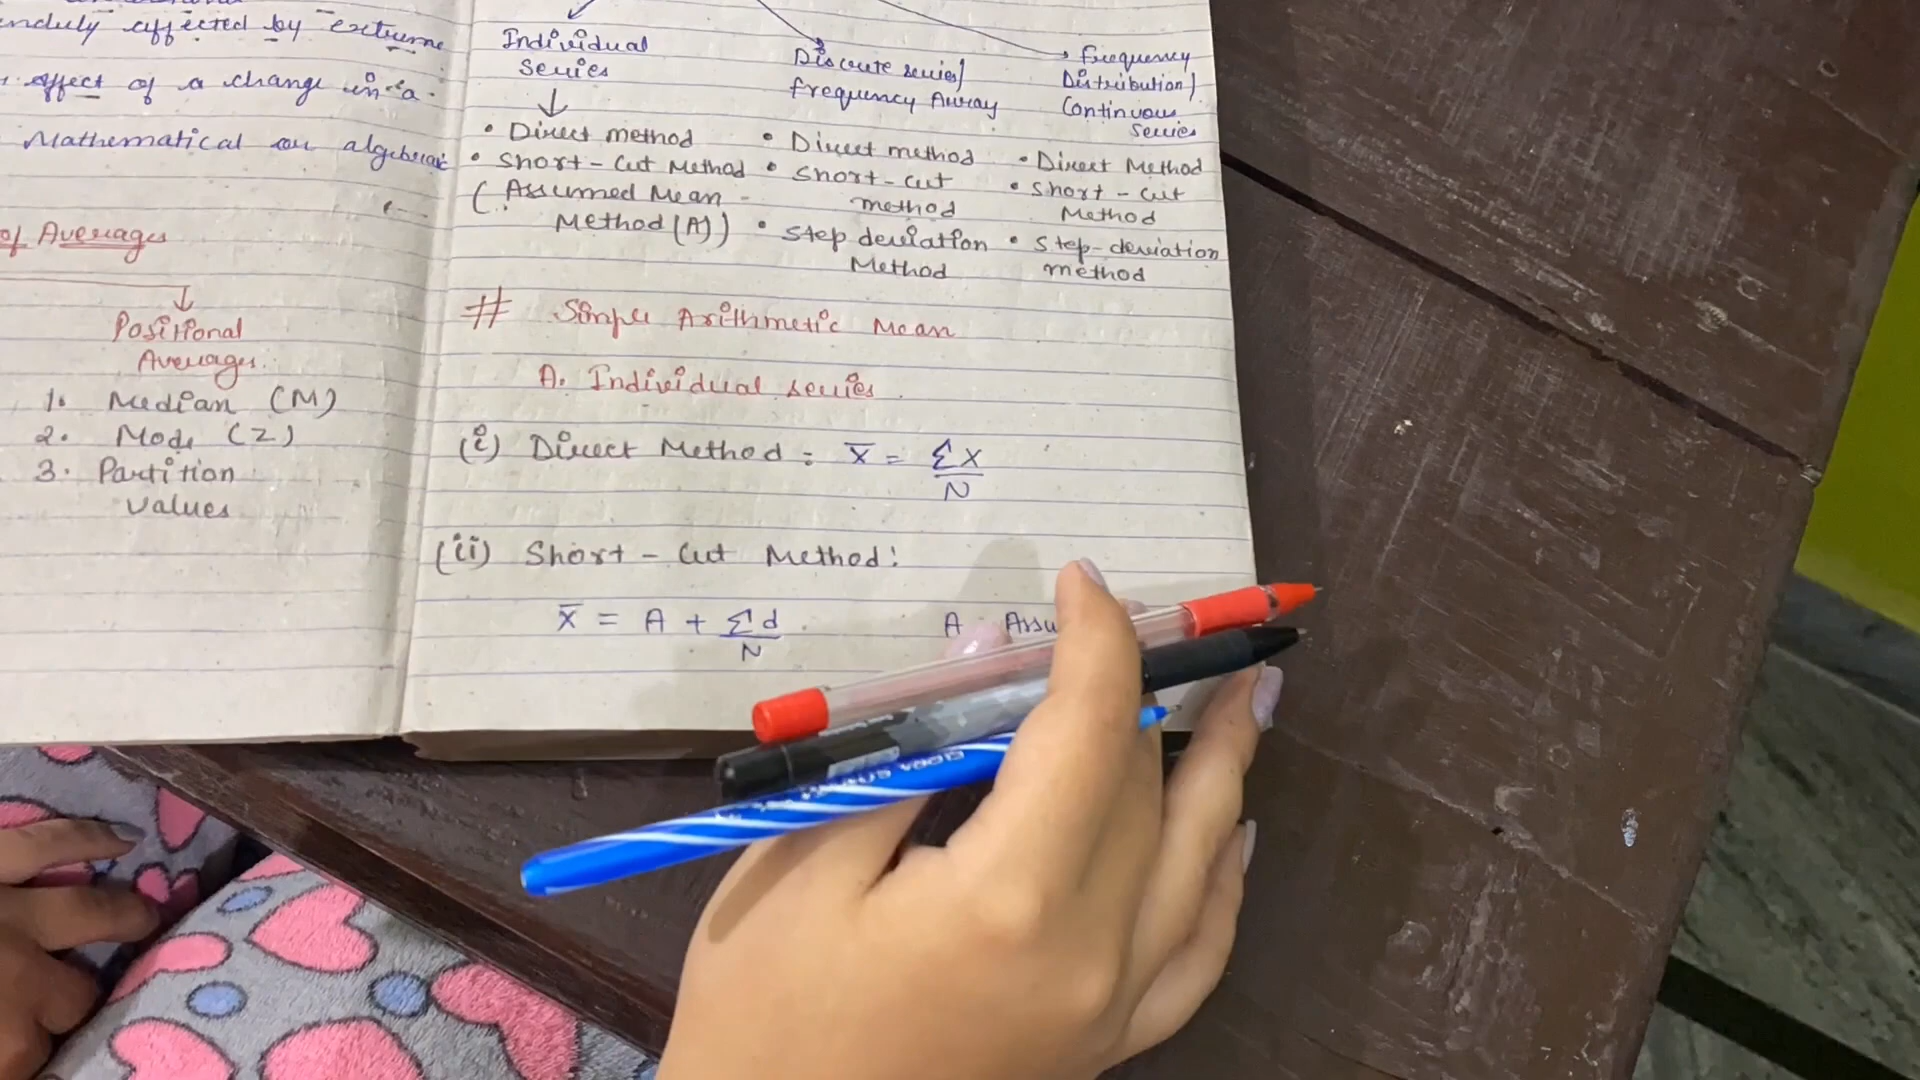 unduly affected by extreme
effect of a change in a
Mathematical or algebraic
of Averages
Positional
Averages
1. Median (M)
2. Mode (Z)
3. Partition
values
Individual
Series
• Direct method
• Short-Cut Method
(Assumed Mean -
Method (A))
Discrete series/
frequency Array
• Direct method
• Short-cut
method
• Step deviation
Method
Frequency
Distribution/
Continuous
Series
• Direct Method
• Short-cut
Method
• Step-deviation
method
# Simple Arithmetic Mean
A. Individual series
(i) Direct Method: X̄ = ΣX
N
(ii) Short-Cut Method:
X̄ = A + Σd
N
A Assu